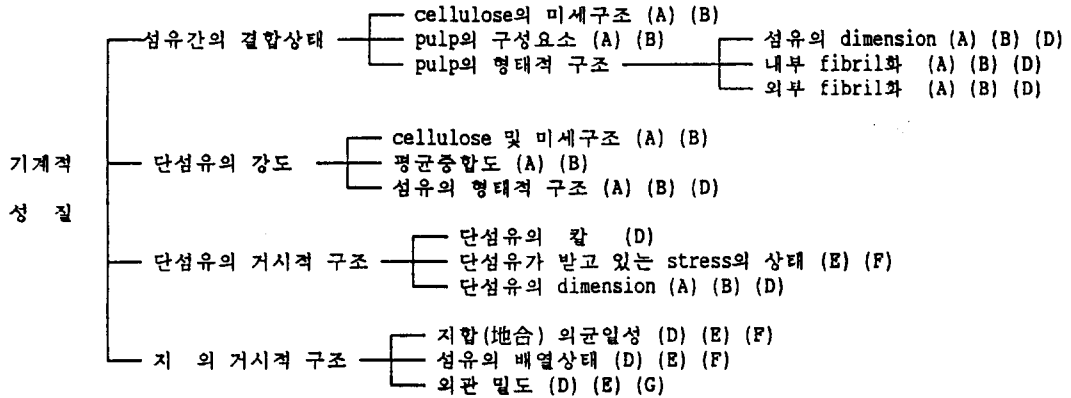 cellulose의 미세구조 (A) (B)
섬유간의 결합상태
pulp의 구성요소 (A) (B)
섬유의 dimension (A) (B) (D)
pulp의 형태적 구조
내부 fibril화 (A) (B) (D)
외부 fibril화 (A) (B) (D)
cellulose 및 미세구조 (A) (B)
기계적
단섬유의 강도
평균중합도 (A) (B)
섬유의 형태적 구조 (A) (B) (D)
성 질
단섬유의 칼 (D)
단섬유의 거시적 구조
단섬유가 받고 있는 stress의 상태 (E) (F)
단섬유의 dimension (A) (B) (D)
지합(地合) 의균일성 (D) (E) (F)
지 의 거시적 구조
섬유의 배열상태 (D) (E) (F)
외관 밀도 (D) (E) (G)